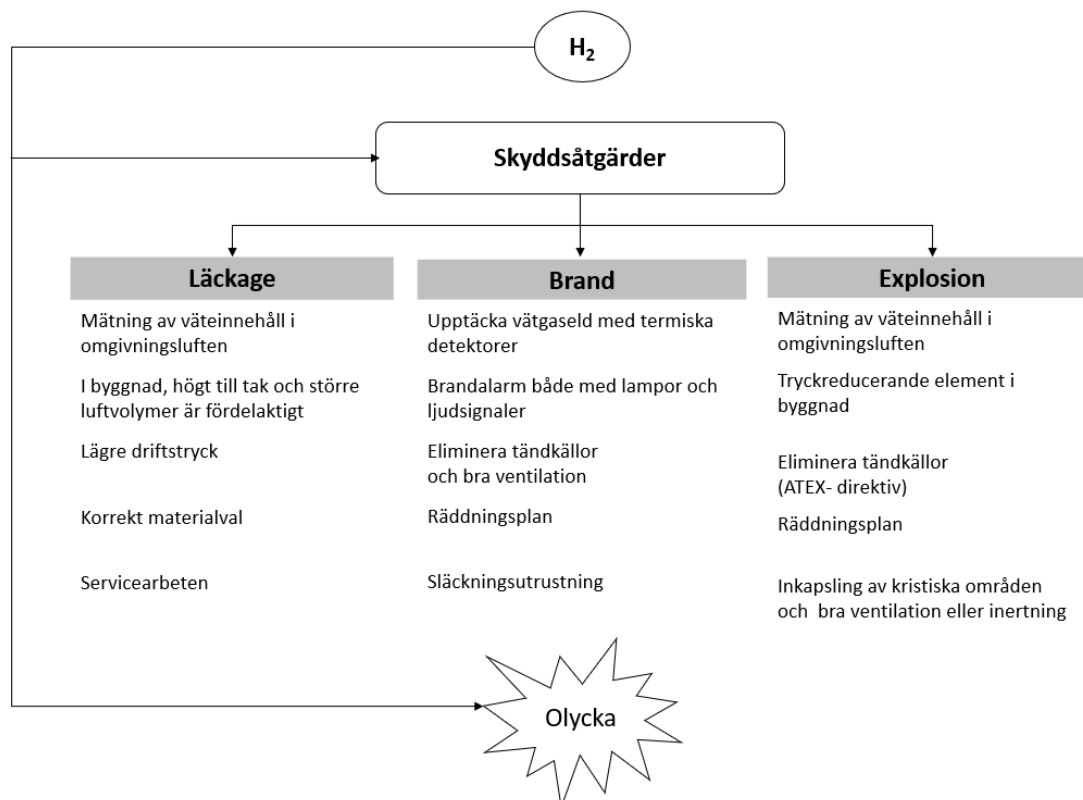 H₂
Skyddsåtgärder
Läckage
Mätning av väteinnehåll i
omgivningsluften
I byggnad, högt till tak och större
luftvolymer är fördelaktigt
Lägre driftstryck
Korrekt materialval
Servicearbeten
Brand
Upptäcka vätgaseld med termiska
detektorer
Brandalarm både med lampor och
ljudsignaler
Eliminera tändkällor
och bra ventilation
Räddningsplan
Släckningsutrustning
Explosion
Mätning av väteinnehåll i
omgivningsluften
Tryckreducerande element i
byggnad
Eliminera tändkällor
(ATEX- direktiv)
Räddningsplan
Inkapsling av kristiska områden
och bra ventilation eller inertning
Olycka